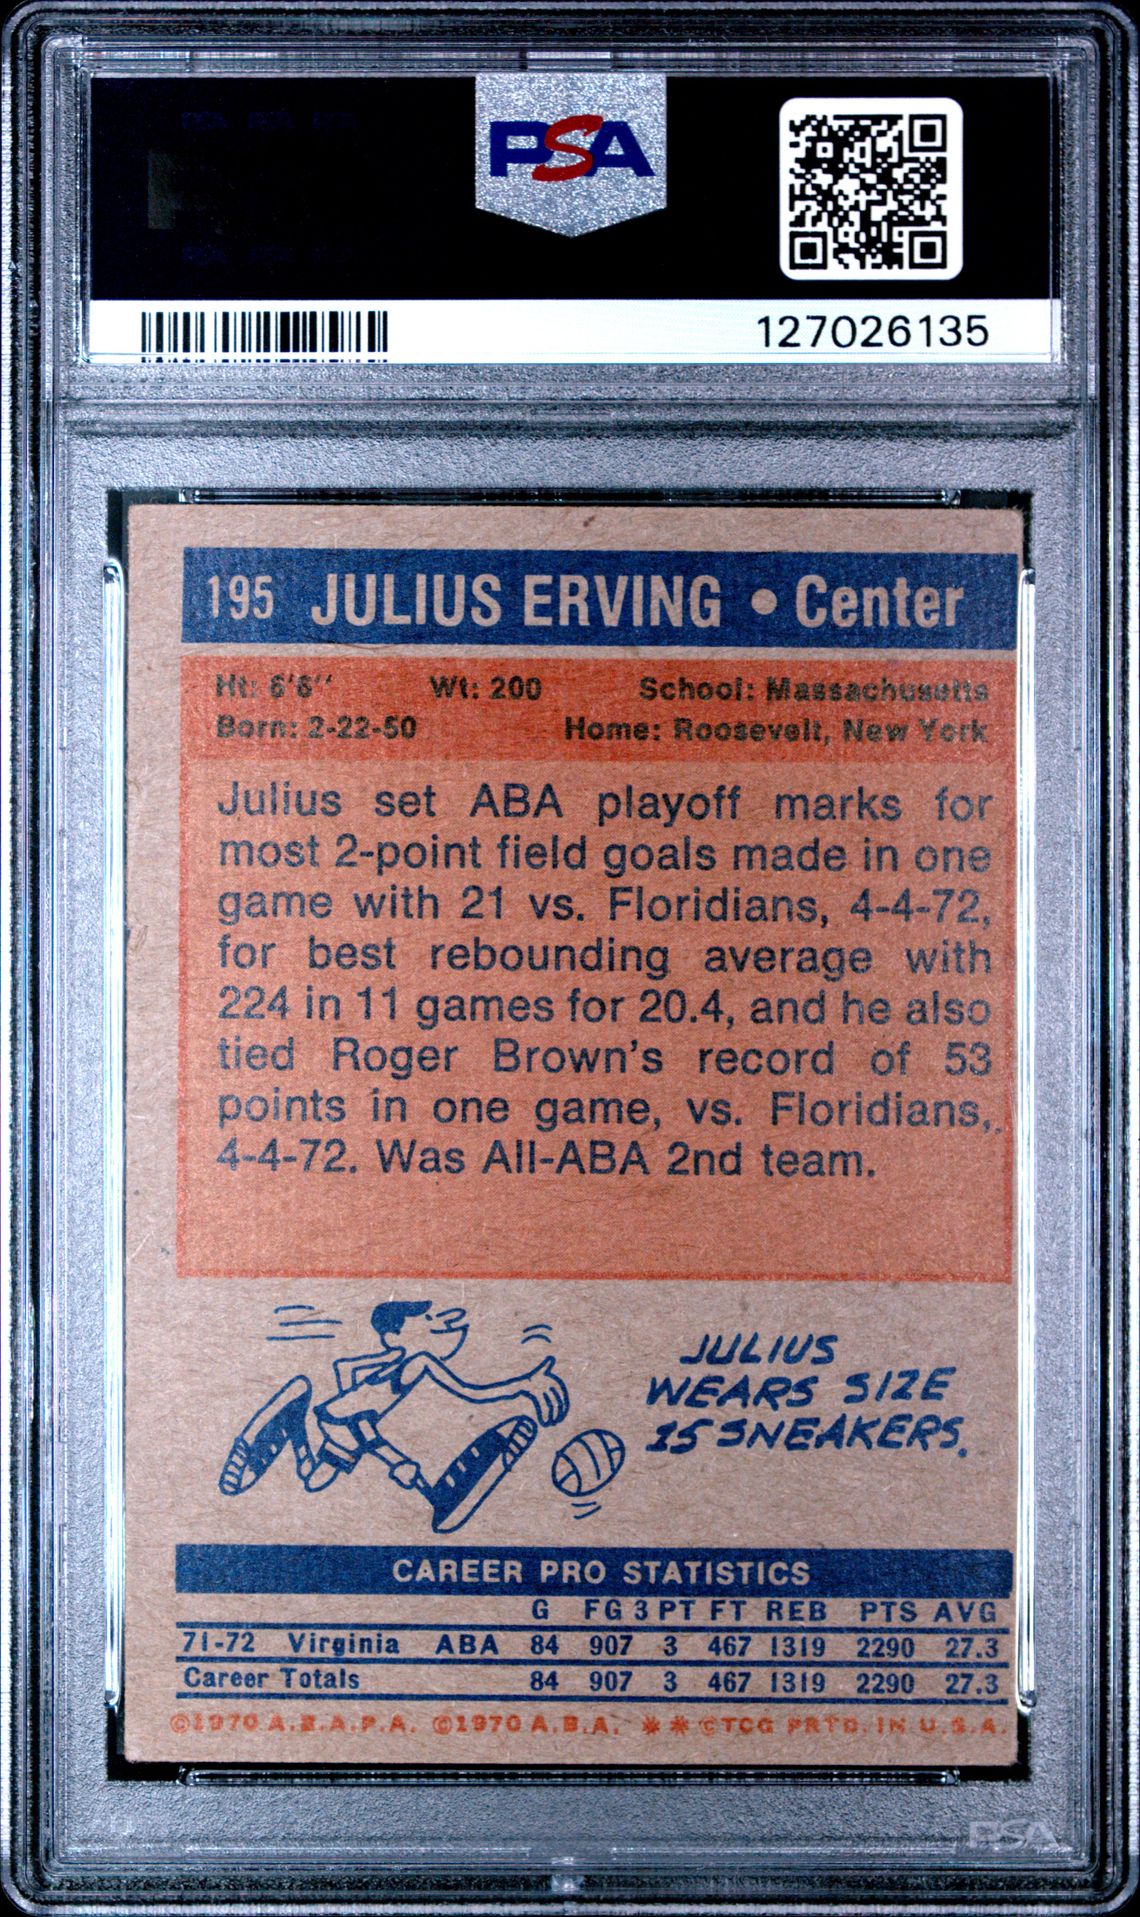 PSA
127026135
195 JULIUS ERVING • Center
Ht: 6'6'' Wt: 200 School: Massachusetts
Born: 2-22-50 Home: Roosevelt, New York
Julius set ABA playoff marks for
most 2-point field goals made in one
game with 21 vs. Floridians, 4-4-72,
for best rebounding average with
224 in 11 games for 20.4, and he also
tied Roger Brown's record of 53
points in one game, vs. Floridians,
4-4-72. Was All-ABA 2nd team.
JULIUS
WEARS SIZE
15 SNEAKERS.
CAREER PRO STATISTICS
G FG 3 PT FT REB PTS AVG
71-72 Virginia ABA 84 907 3 467 1319 2290 27.3
Career Totals 84 907 3 467 1319 2290 27.3
©1970 A.B.A.P.A. ©1970 A.B.A. ** ©TCG PRTD. IN U.S.A.
PSA